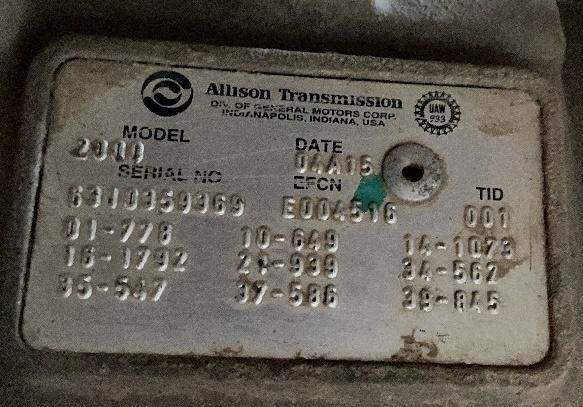 Allison Transmission
DIV. OF GENERAL MOTORS CORP.
INDIANAPOLIS, INDIANA, USA
UAW
933
MODEL DATE
2000 04A15
SERIAL NO EFCN TID
6310359369 E004516 001
01-778 10-649 14-1073
16-1792 21-939 34-562
35-547 37-586 39-845